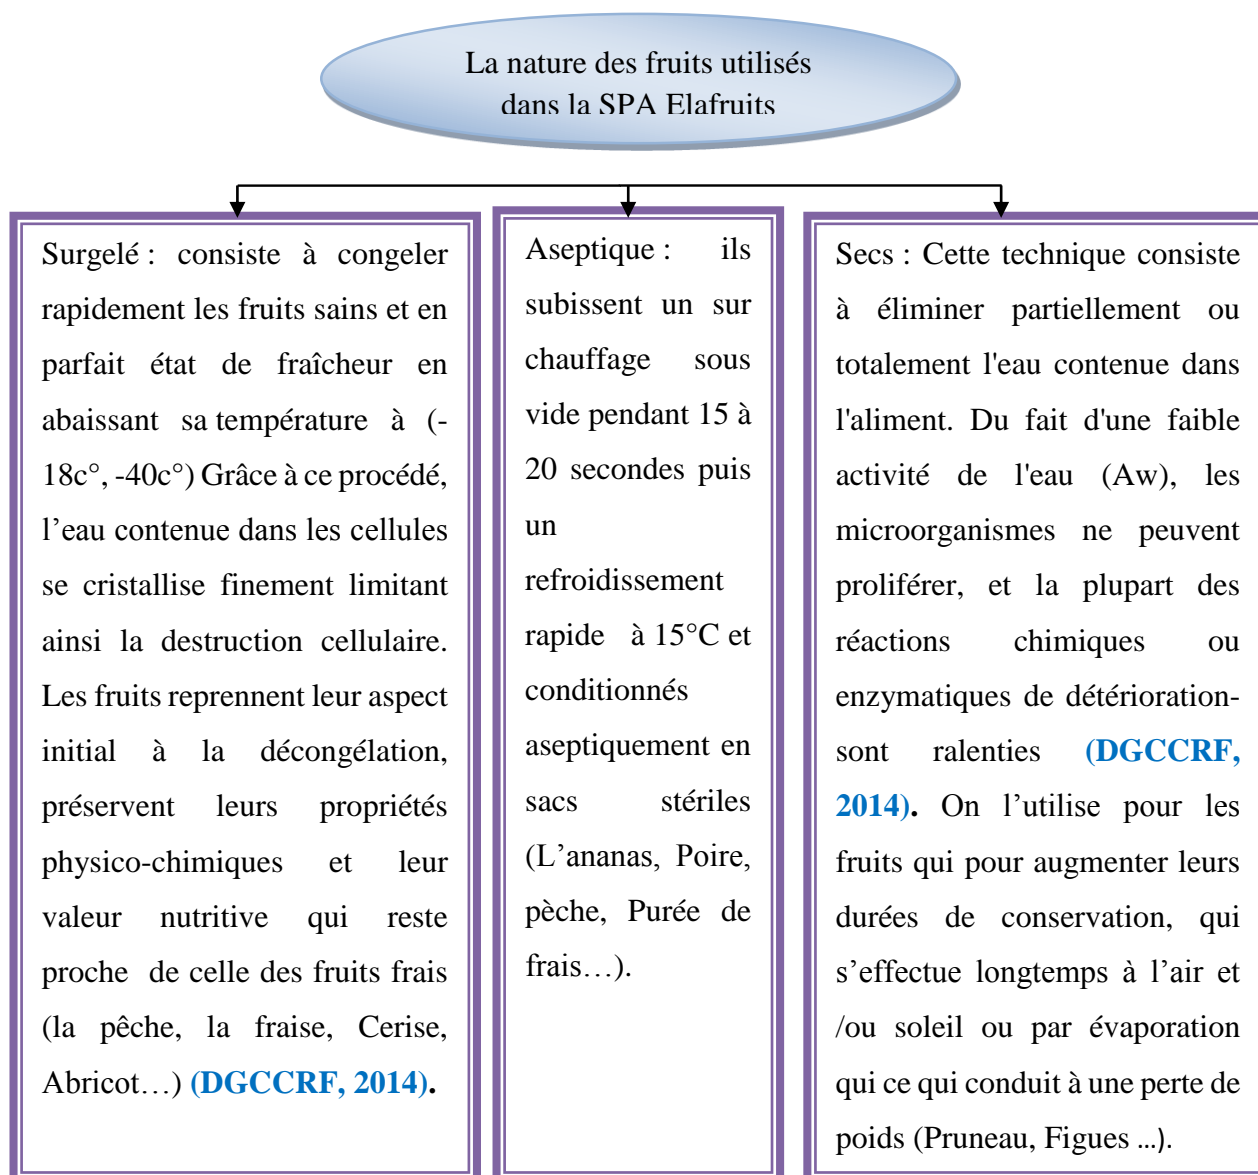 La nature des fruits utilisés
dans la SPA Elafruits
Surgelé : consiste à congeler
rapidement les fruits sains et en
parfait état de fraîcheur en
abaissant sa température à (-
18c°, -40c°) Grâce à ce procédé,
l’eau contenue dans les cellules
se cristallise finement limitant
ainsi la destruction cellulaire.
Les fruits reprennent leur aspect
initial à la décongélation,
préservent leurs propriétés
physico-chimiques et leur
valeur nutritive qui reste
proche de celle des fruits frais
(la pêche, la fraise, Cerise,
Abricot…) (DGCCRF, 2014).
Aseptique : ils
subissent un sur
chauffage sous
vide pendant 15 à
20 secondes puis
un
refroidissement
rapide à 15°C et
conditionnés
aseptiquement en
sacs stériles
(L’ananas, Poire,
pèche, Purée de
frais…).
Secs : Cette technique consiste
à éliminer partiellement ou
totalement l'eau contenue dans
l'aliment. Du fait d'une faible
activité de l'eau (Aw), les
microorganismes ne peuvent
proliférer, et la plupart des
réactions chimiques ou
enzymatiques de détérioration-
sont ralenties (DGCCRF,
2014). On l’utilise pour les
fruits qui pour augmenter leurs
durées de conservation, qui
s’effectue longtemps à l’air et
/ou soleil ou par évaporation
qui ce qui conduit à une perte de
poids (Pruneau, Figues ...).